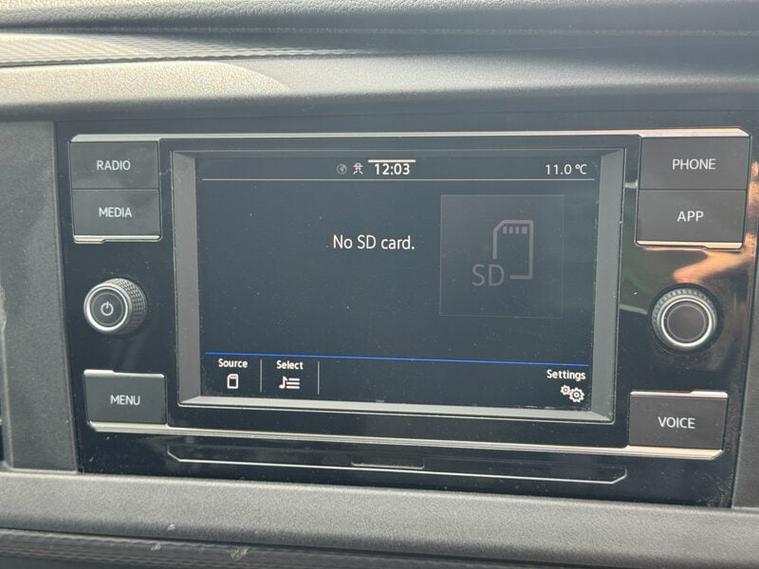 RADIO
MEDIA
MENU
12:03
11.0 °C
No SD card.
SD
Source
Select
Settings
PHONE
APP
VOICE